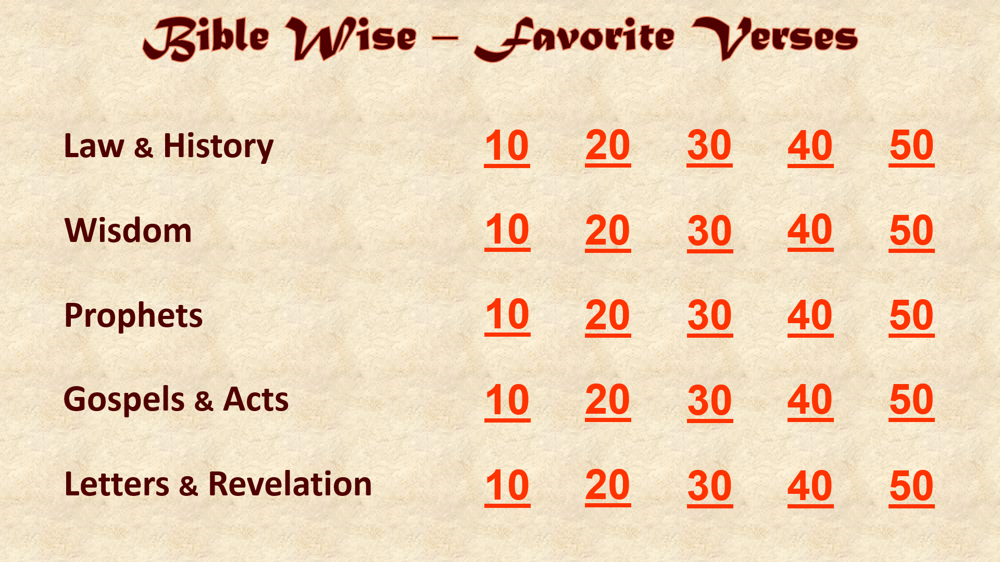 Bible Wise – Favorite Verses
Law & History 10 20 30 40 50
Wisdom 10 20 30 40 50
Prophets 10 20 30 40 50
Gospels & Acts 10 20 30 40 50
Letters & Revelation 10 20 30 40 50